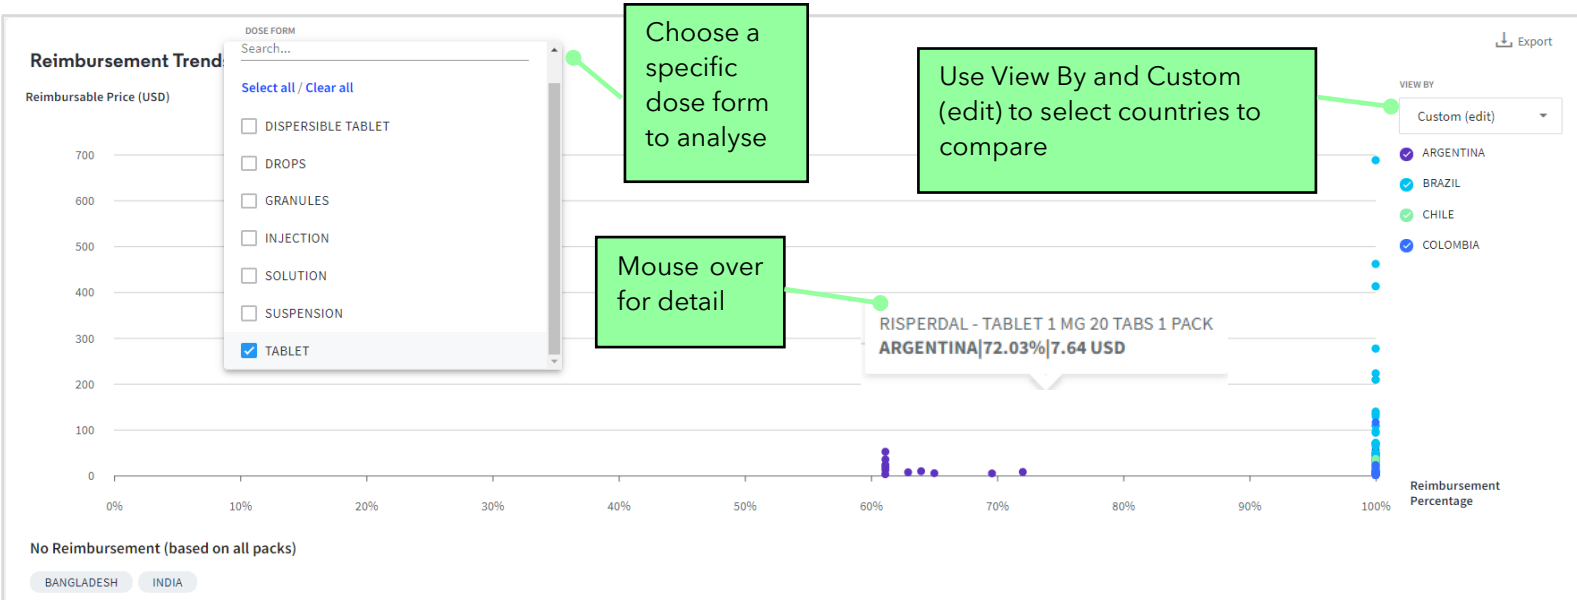 DOSE FORM
Search...
Select all / Clear all
DISPERSIBLE TABLET
DROPS
GRANULES
INJECTION
SOLUTION
SUSPENSION
TABLET
Choose a
specific
dose form
to analyse
Use View By and Custom
(edit) to select countries to
compare
Export
Reimbursement Trend
Reimbursable Price (USD)
VIEW BY
Custom (edit)
ARGENTINA
BRAZIL
CHILE
COLOMBIA
Mouse over
for detail
RISPERDAL - TABLET 1 MG 20 TABS 1 PACK
ARGENTINA|72.03%|7.64 USD
700
600
500
400
300
200
100
0
0% 10% 20% 30% 40% 50% 60% 70% 80% 90% 100%
Reimbursement
Percentage
No Reimbursement (based on all packs)
BANGLADESH INDIA